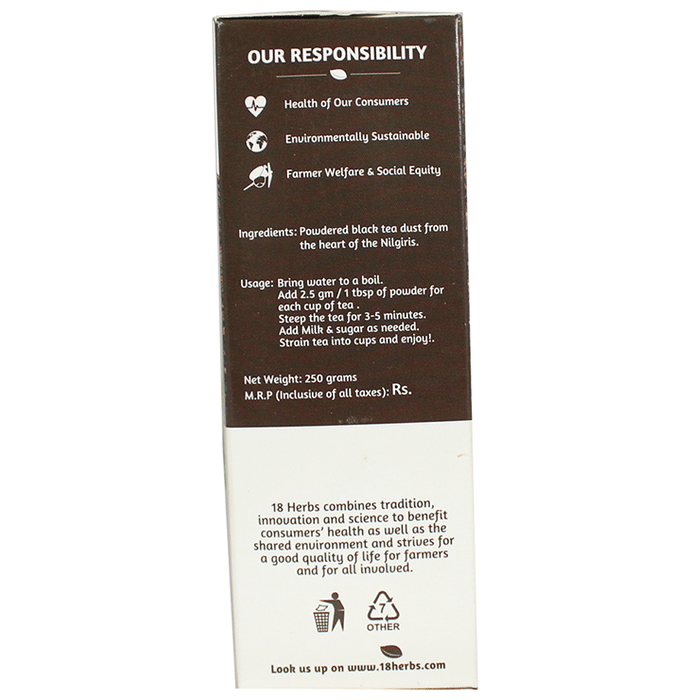 OUR RESPONSIBILITY
Health of Our Consumers
Environmentally Sustainable
Farmer Welfare & Social Equity
Ingredients: Powdered black tea dust from
the heart of the Nilgiris.
Usage: Bring water to a boil.
Add 2.5 gm / 1 tbsp of powder for
each cup of tea .
Steep the tea for 3-5 minutes.
Add Milk & sugar as needed.
Strain tea into cups and enjoy!.
Net Weight: 250 grams
M.R.P (Inclusive of all taxes): Rs.
18 Herbs combines tradition,
innovation and science to benefit
consumers' health as well as the
shared environment and strives for
a good quality of life for farmers
and for all involved.
7
OTHER
Look us up on www.18herbs.com